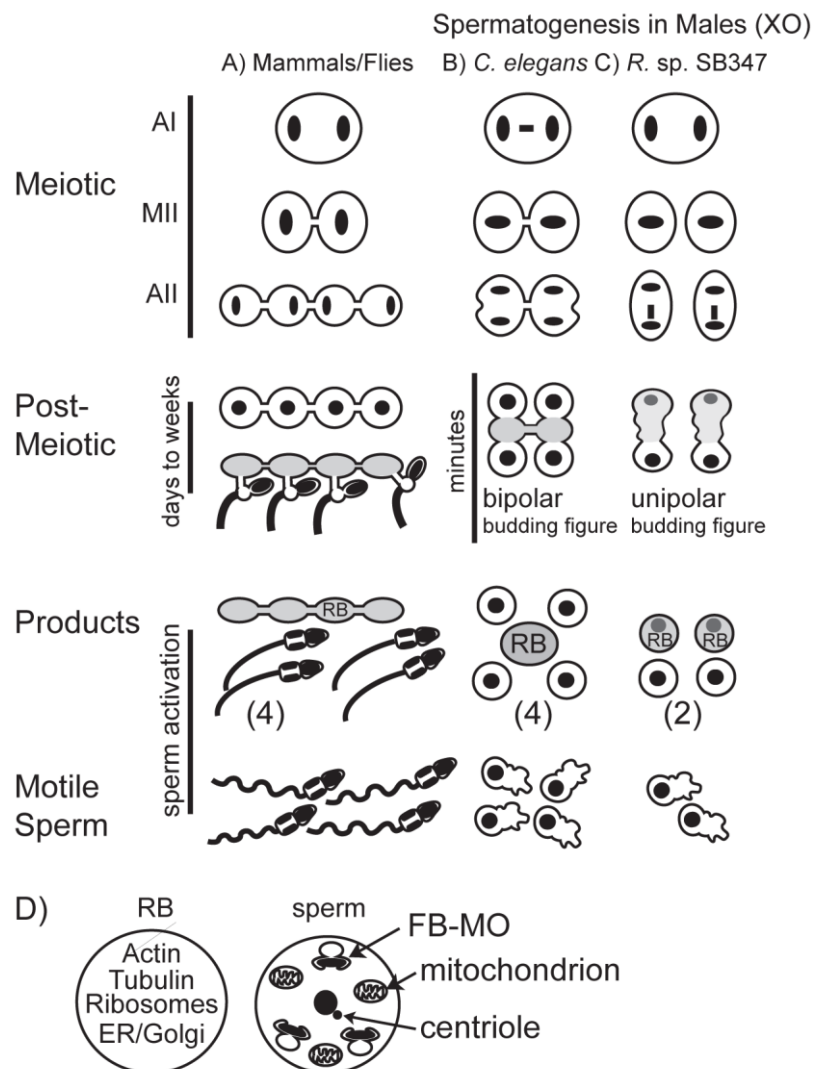 Spermatogenesis in Males (XO)
A) Mammals/Flies
B) C. elegans
C) R. sp. SB347
Meiotic
AI
MII
AII
Post-
Meiotic
days to weeks
minutes
bipolar
budding figure
unipolar
budding figure
Products
sperm activation
RB
(4)
RB
(4)
RB
RB
(2)
Motile
Sperm
D)
RB
Actin
Tubulin
Ribosomes
ER/Golgi
sperm
FB-MO
mitochondrion
centriole